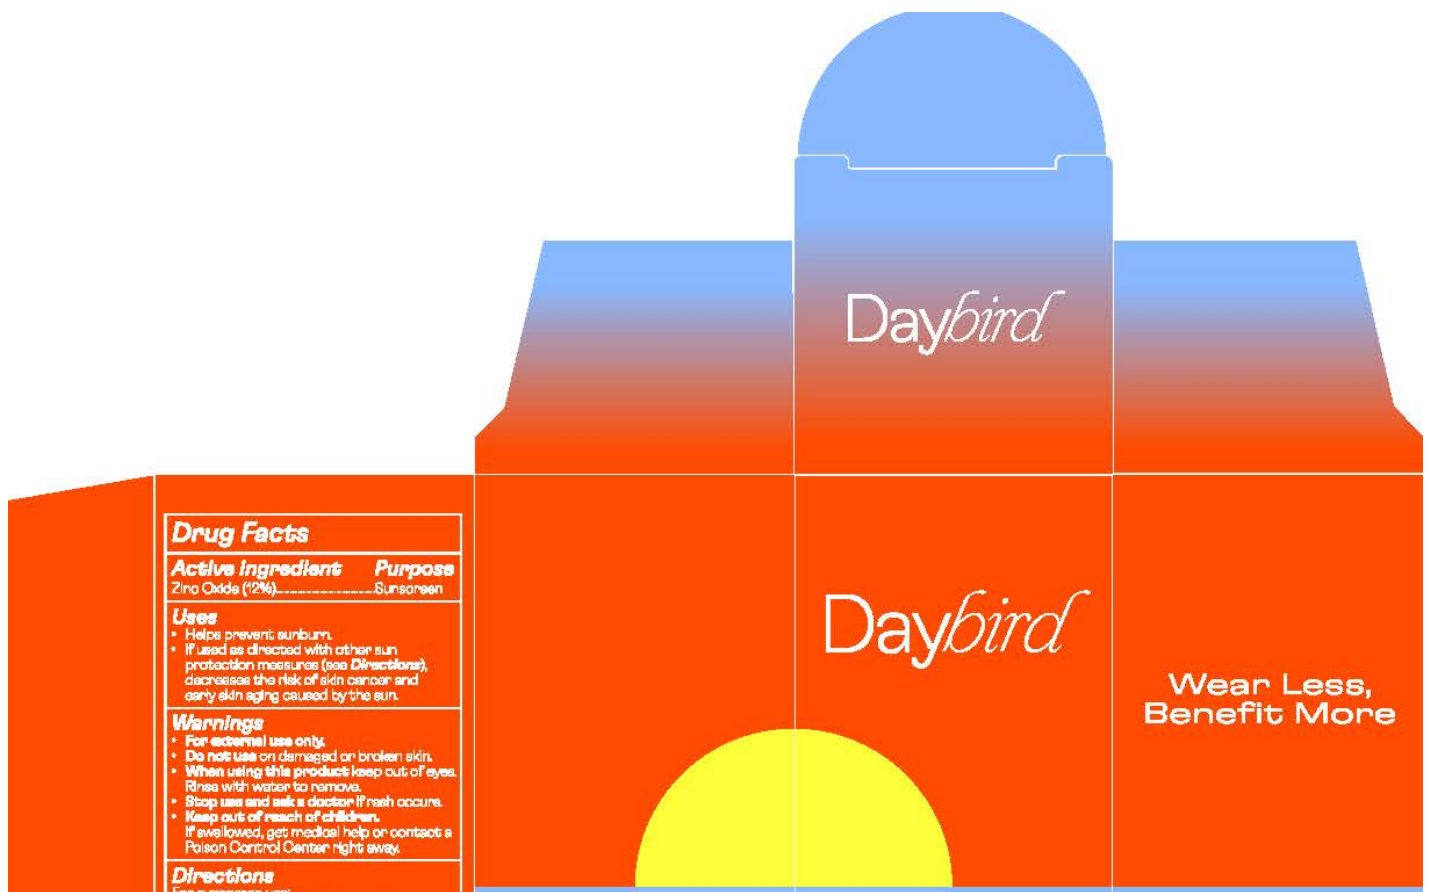 Daybird
Drug Facts
Active Ingredient Purpose
Zinc Oxide (12%)........................Sunscreen
Uses
• Helps prevent sunburn.
• If used as directed with other sun
protection measures (see Directions),
decreases the risk of skin cancer and
early skin aging caused by the sun.
Warnings
• For external use only.
• Do not use on damaged or broken skin.
• When using this product keep out of eyes.
Rinse with water to remove.
• Stop use and ask a doctor if rash occurs.
• Keep out of reach of children.
If swallowed, get medical help or contact a
Poison Control Center right away.
Directions
Daybird
Wear Less,
Benefit More